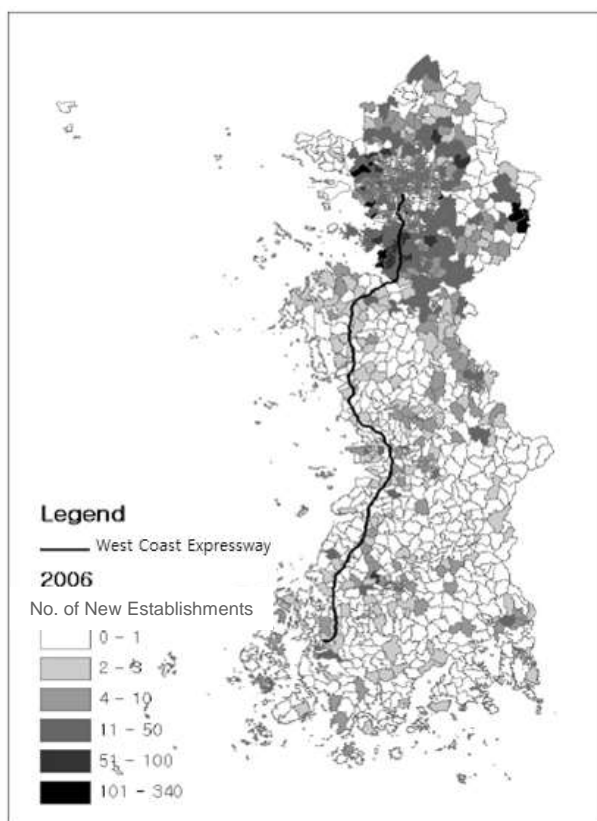 Legend
West Coast Expressway
2006
No. of New Establishments
0 - 1
2 - 3
4 - 10
11 - 50
51 - 100
101 - 340